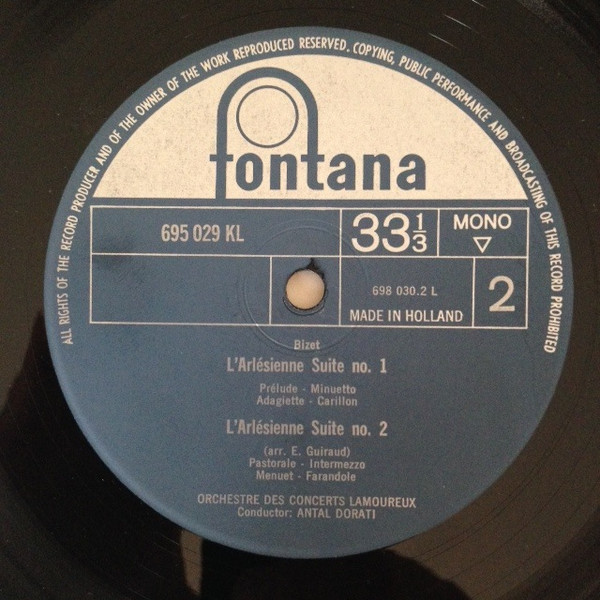 ALL RIGHTS OF THE RECORD PRODUCER AND OF THE OWNER OF THE WORK REPRODUCED RESERVED. COPYING, PUBLIC PERFORMANCE AND BROADCASTING OF THIS RECORD PROHIBITED
fontana
695 029 KL
33 1/3
MONO
698 030.2 L
MADE IN HOLLAND
2
Bizet
L'Arlésienne Suite no. 1
Prélude - Minuetto
Adagiette - Carillon
L'Arlésienne Suite no. 2
(arr. E. Guiraud)
Pastorale - Intermezzo
Menuet - Farandole
ORCHESTRE DES CONCERTS LAMOUREUX
Conductor: ANTAL DORATI